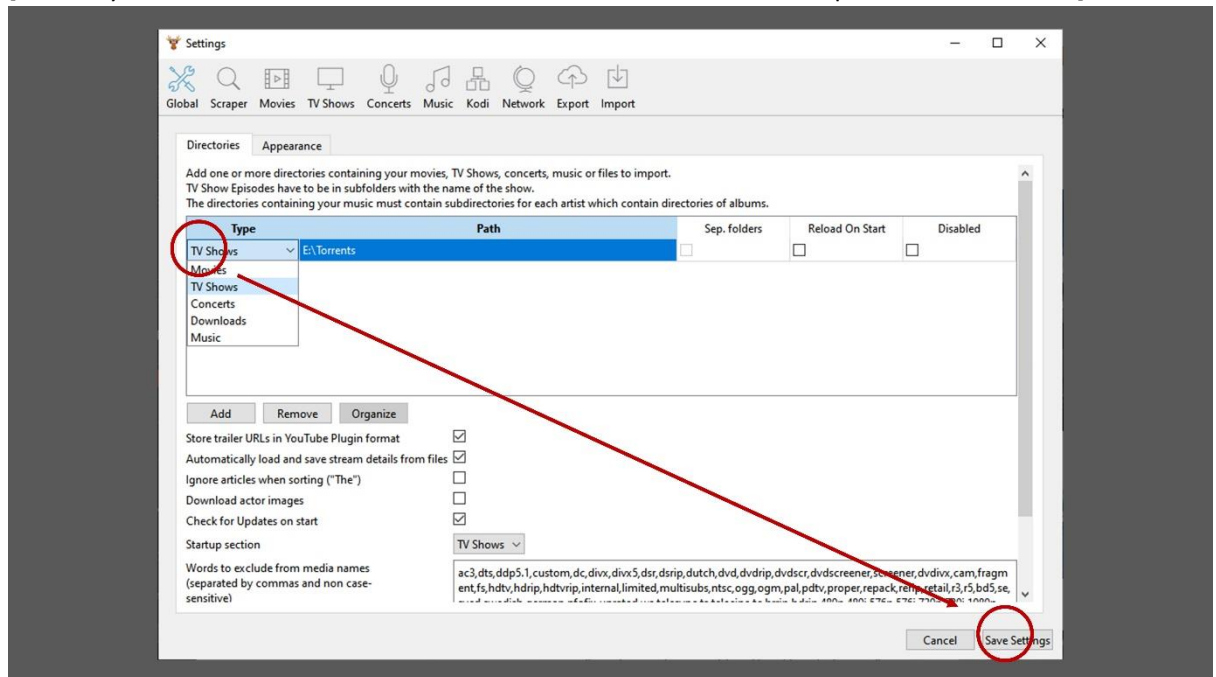 Settings
Global Scraper Movies TV Shows Concerts Music Kodi Network Export Import
Directories Appearance
Add one or more directories containing your movies, TV Shows, concerts, music or files to import.
TV Show Episodes have to be in subfolders with the name of the show.
The directories containing your music must contain subdirectories for each artist which contain directories of albums.
Type Path Sep. folders Reload On Start Disabled
TV Shows E:\Torrents
Movies
TV Shows
Concerts
Downloads
Music
Add Remove Organize
Store trailer URLs in YouTube Plugin format
Automatically load and save stream details from files
Ignore articles when sorting ("The")
Download actor images
Check for Updates on start
Startup section TV Shows
Words to exclude from media names
(separated by commas and non case-
sensitive)
ac3,dts,ddp5.1,custom,dc,divx,divx5,dsr,dsrip,dutch,dvd,dvdrip,dvdscr,dvdscreener,screener,dvdivx,cam,fragm
ent,fs,hdtv,hdrip,hdtvrip,internal,limited,multisubs,ntsc,ogg,ogm,pal,pdtv,proper,repack,rerip,retail,r3,r5,bd5,se,
Cancel Save Settings